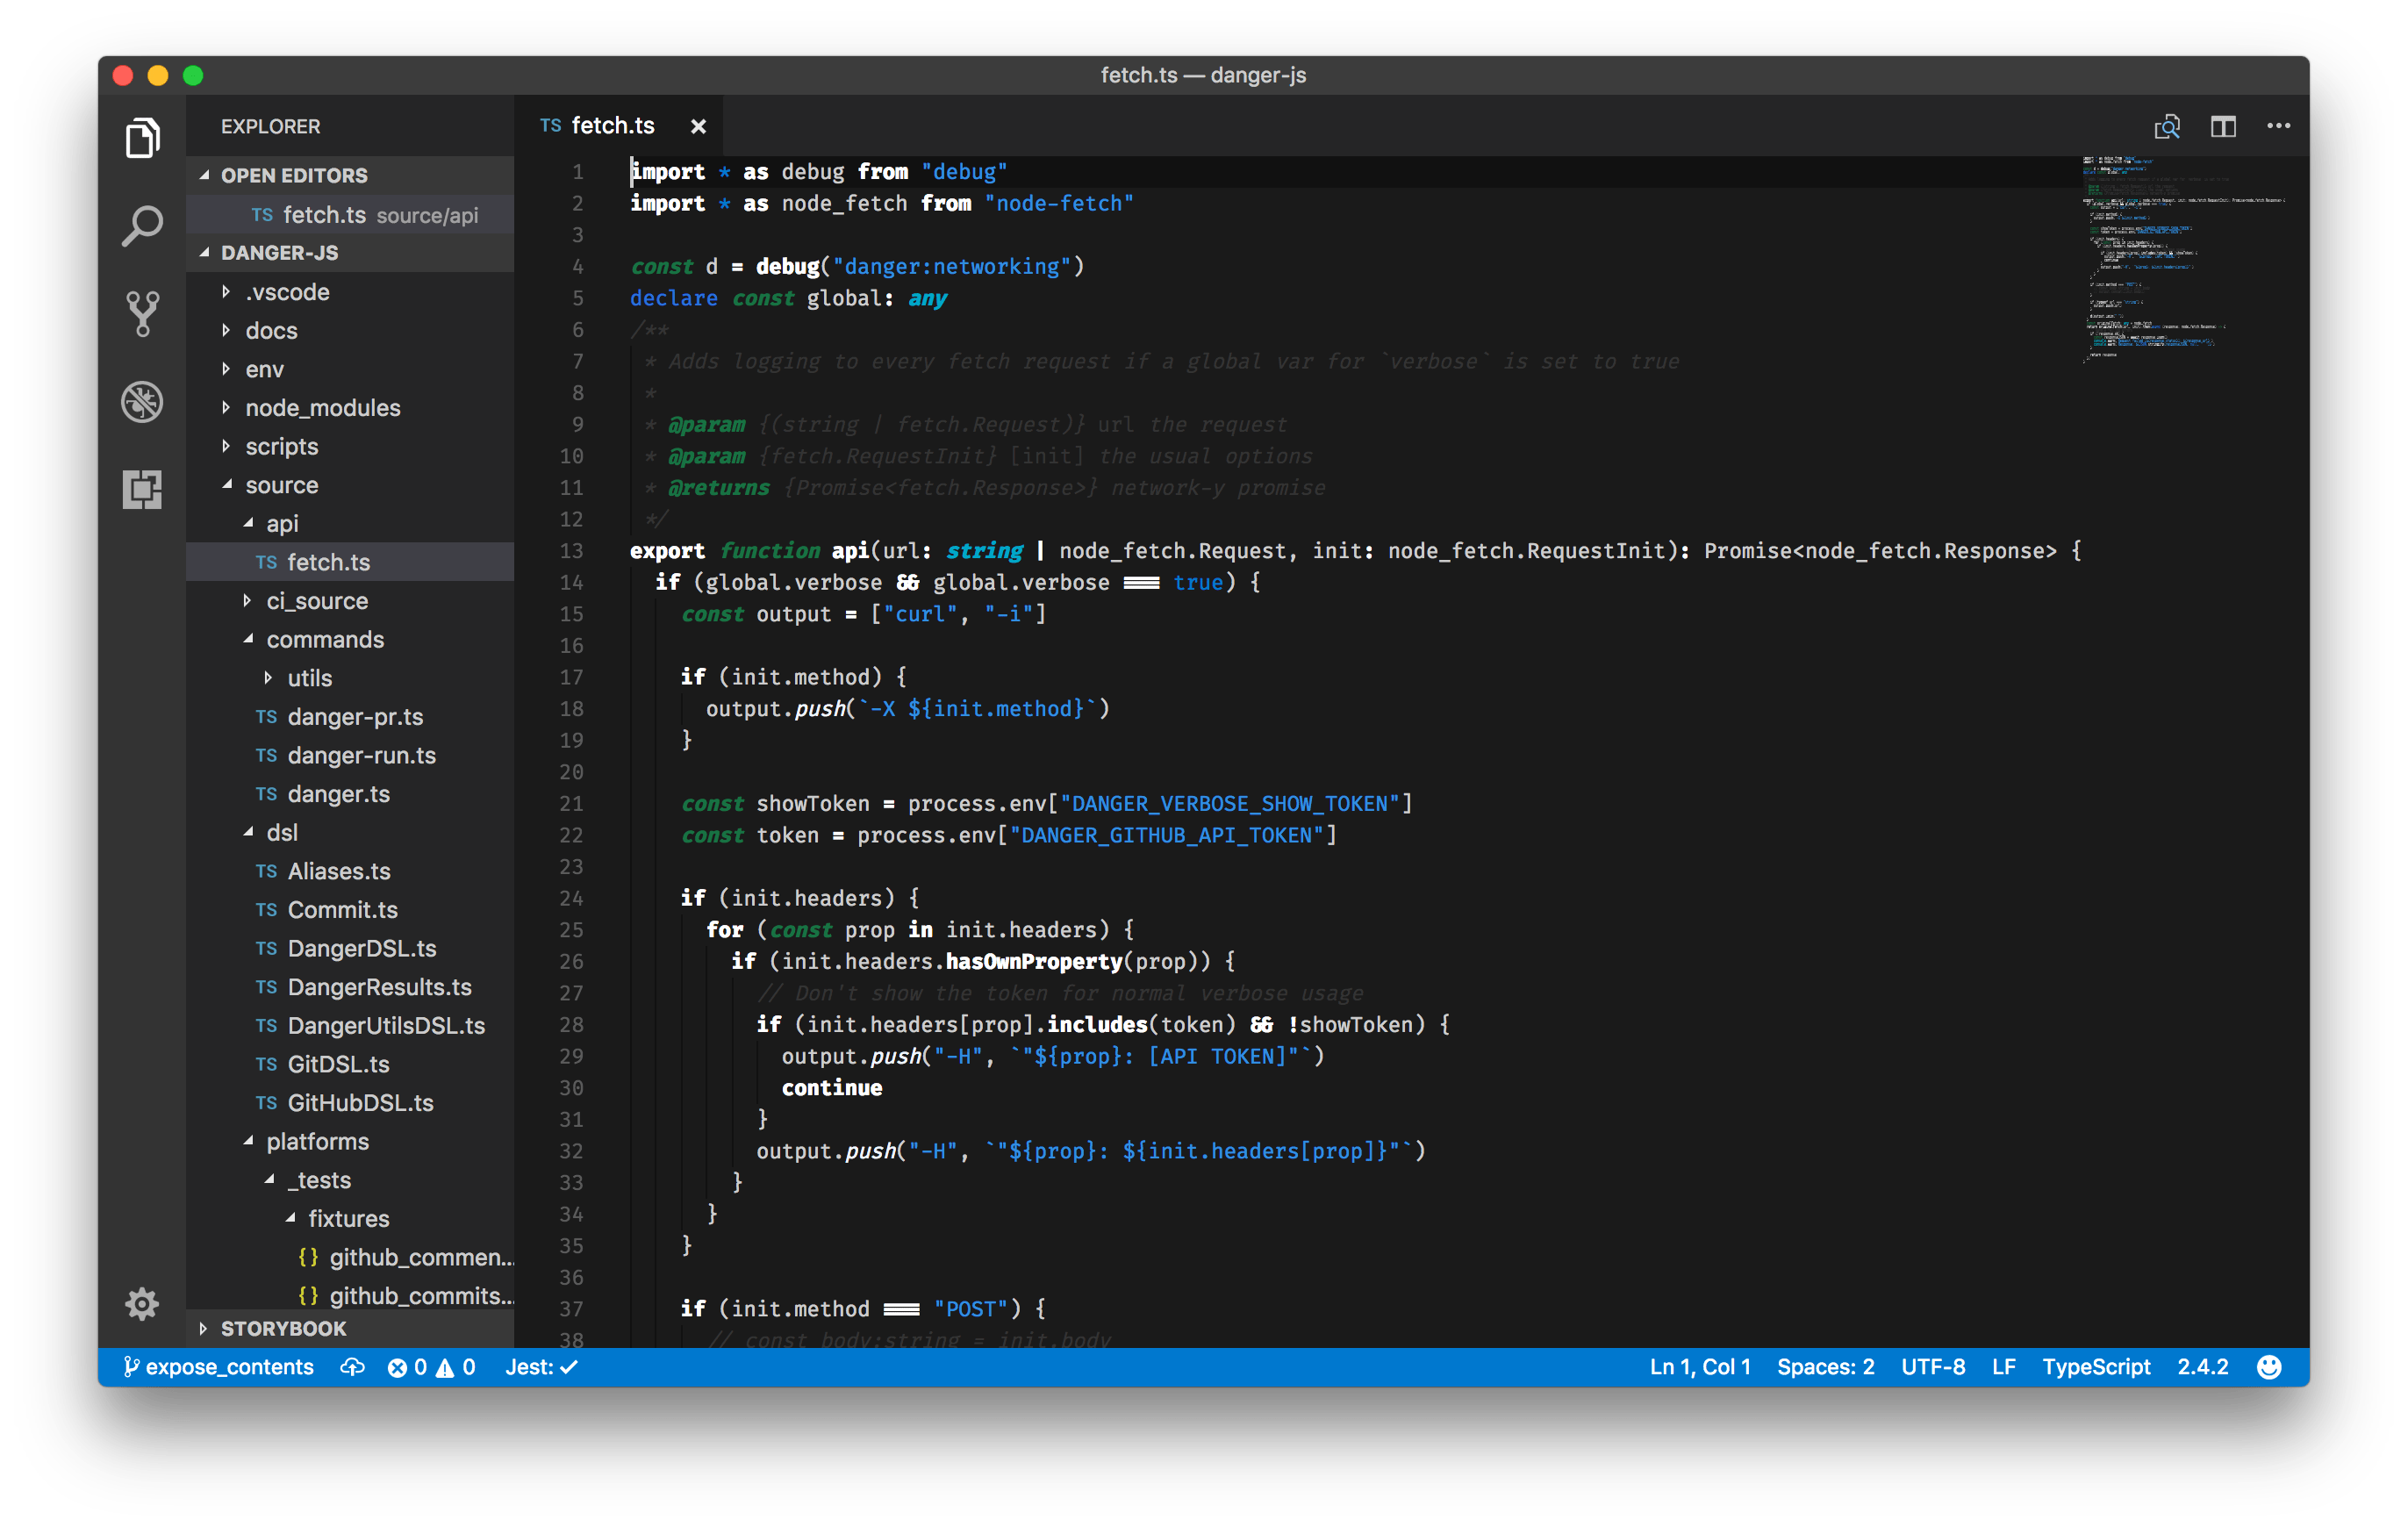 fetch.ts — danger-js
EXPLORER
OPEN EDITORS
TS fetch.ts source/api
DANGER-JS
.vscode
docs
env
node_modules
scripts
source
api
TS fetch.ts
ci_source
commands
utils
TS danger-pr.ts
TS danger-run.ts
TS danger.ts
dsl
TS Aliases.ts
TS Commit.ts
TS DangerDSL.ts
TS DangerResults.ts
TS DangerUtilsDSL.ts
TS GitDSL.ts
TS GitHubDSL.ts
platforms
_tests
fixtures
{} github_commen...
{} github_commits...
STORYBOOK
TS fetch.ts ×
1 import * as debug from "debug"
2 import * as node_fetch from "node-fetch"
3
4 const d = debug("danger:networking")
5 declare const global: any
6 /**
7 * Adds logging to every fetch request if a global var for `verbose` is set to true
8 *
9 * @param {(string | fetch.Request)} url the request
10 * @param {fetch.RequestInit} [init] the usual options
11 * @returns {Promise<fetch.Response>} network-y promise
12 */
13 export function api(url: string | node_fetch.Request, init: node_fetch.RequestInit): Promise<node_fetch.Response> {
14 if (global.verbose && global.verbose === true) {
15 const output = ["curl", "-i"]
16
17 if (init.method) {
18 output.push(`-X ${init.method}`)
19 }
20
21 const showToken = process.env["DANGER_VERBOSE_SHOW_TOKEN"]
22 const token = process.env["DANGER_GITHUB_API_TOKEN"]
23
24 if (init.headers) {
25 for (const prop in init.headers) {
26 if (init.headers.hasOwnProperty(prop)) {
27 // Don't show the token for normal verbose usage
28 if (init.headers[prop].includes(token) && !showToken) {
29 output.push("-H", `"${prop}: [API TOKEN]"`)
30 continue
31 }
32 output.push("-H", `"${prop}: ${init.headers[prop]}"`)
33 }
34 }
35 }
36
37 if (init.method === "POST") {
38 // const body:string = init.body
expose_contents 0 0 Jest: ✓ Ln 1, Col 1 Spaces: 2 UTF-8 LF TypeScript 2.4.2